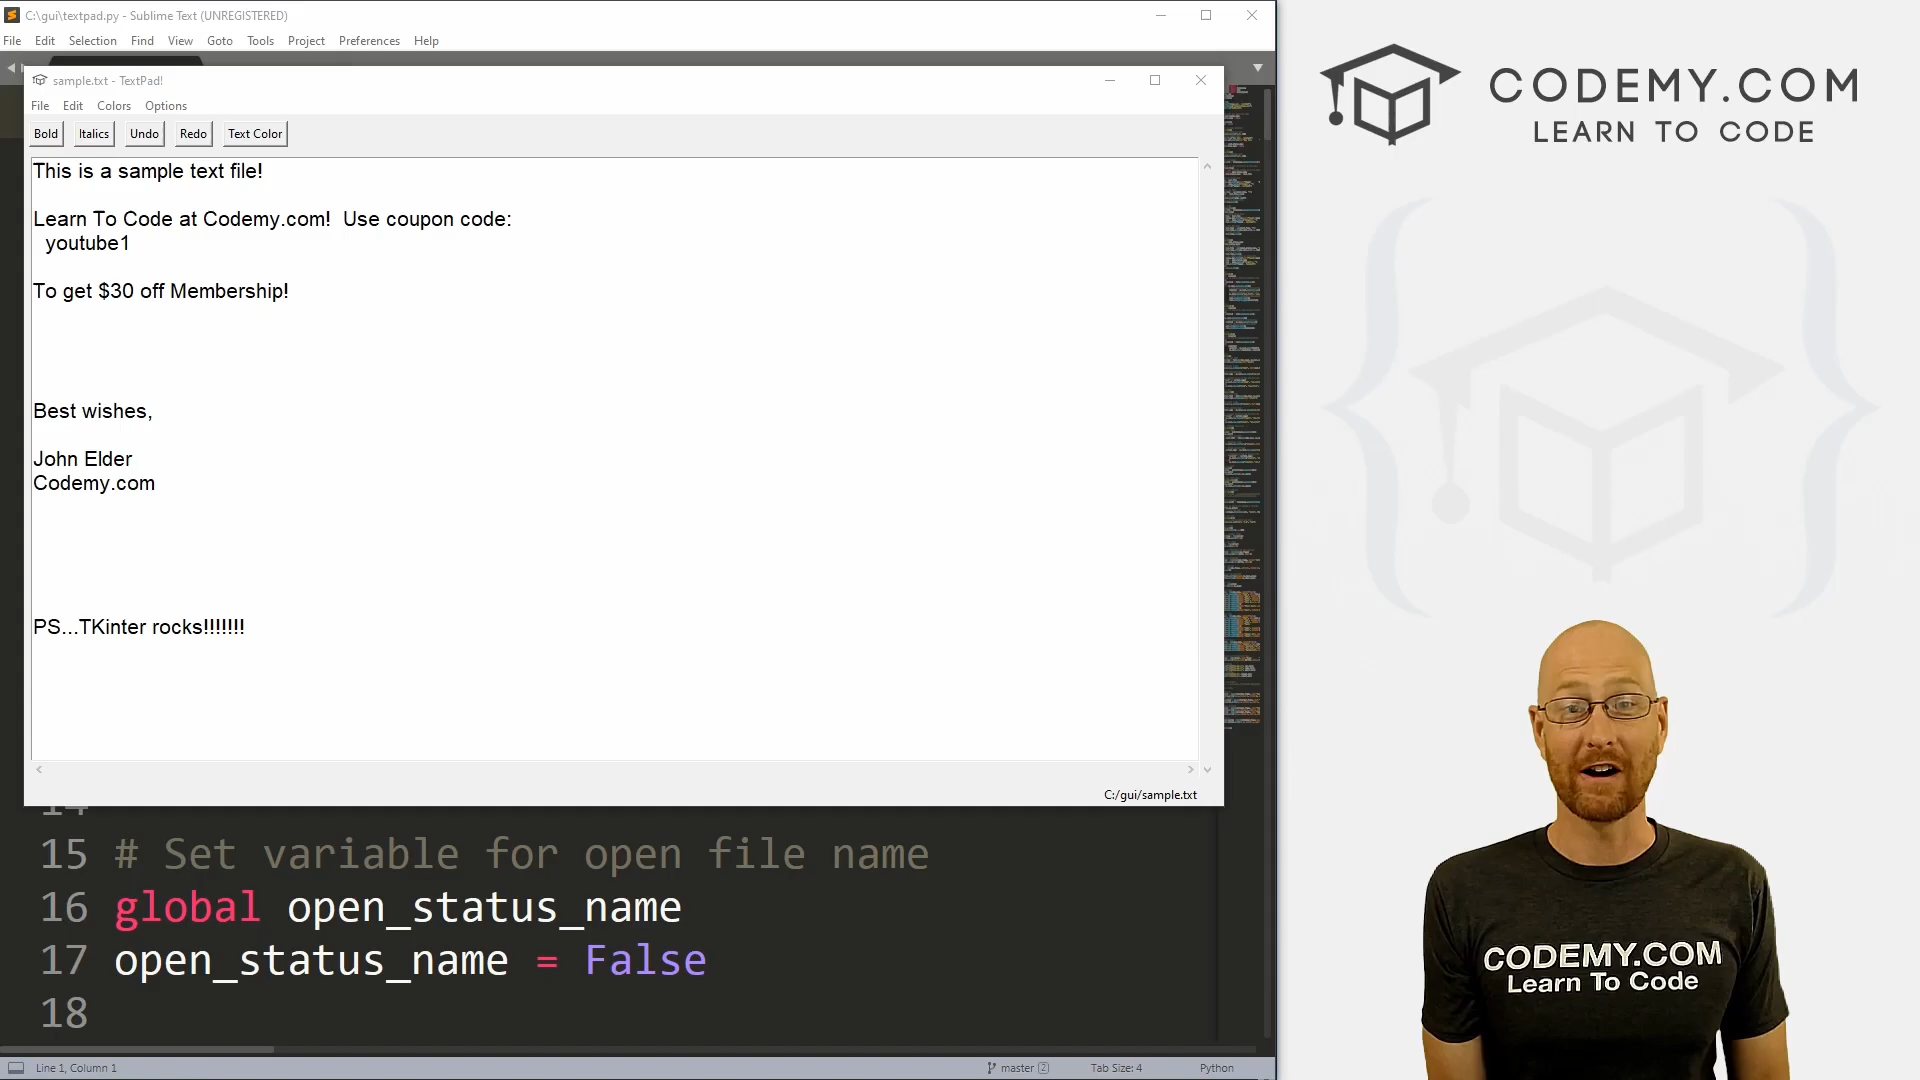 C:\gui\textpad.py - Sublime Text (UNREGISTERED)
File Edit Selection Find View Goto Tools Project Preferences Help
sample.txt - TextPad!
File Edit Colors Options
Bold Italics Undo Redo Text Color
This is a sample text file!
Learn To Code at Codemy.com!  Use coupon code:
youtube1
To get $30 off Membership!
Best wishes,
John Elder
Codemy.com
PS...TKinter rocks!!!!!!!
C:/gui/sample.txt
14
15 # Set variable for open file name
16 global open_status_name
17 open_status_name = False
18
Line 1, Column 1
master 2
Tab Size: 4
Python
CODEMY.COM
LEARN TO CODE
CODEMY.COM
Learn To Code